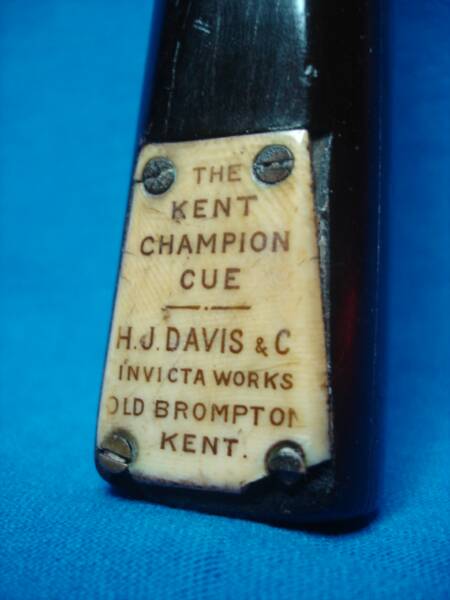 THE
KENT
CHAMPION
CUE
H.J. DAVIS & C
INVICTA WORKS
OLD BROMPTON
KENT.